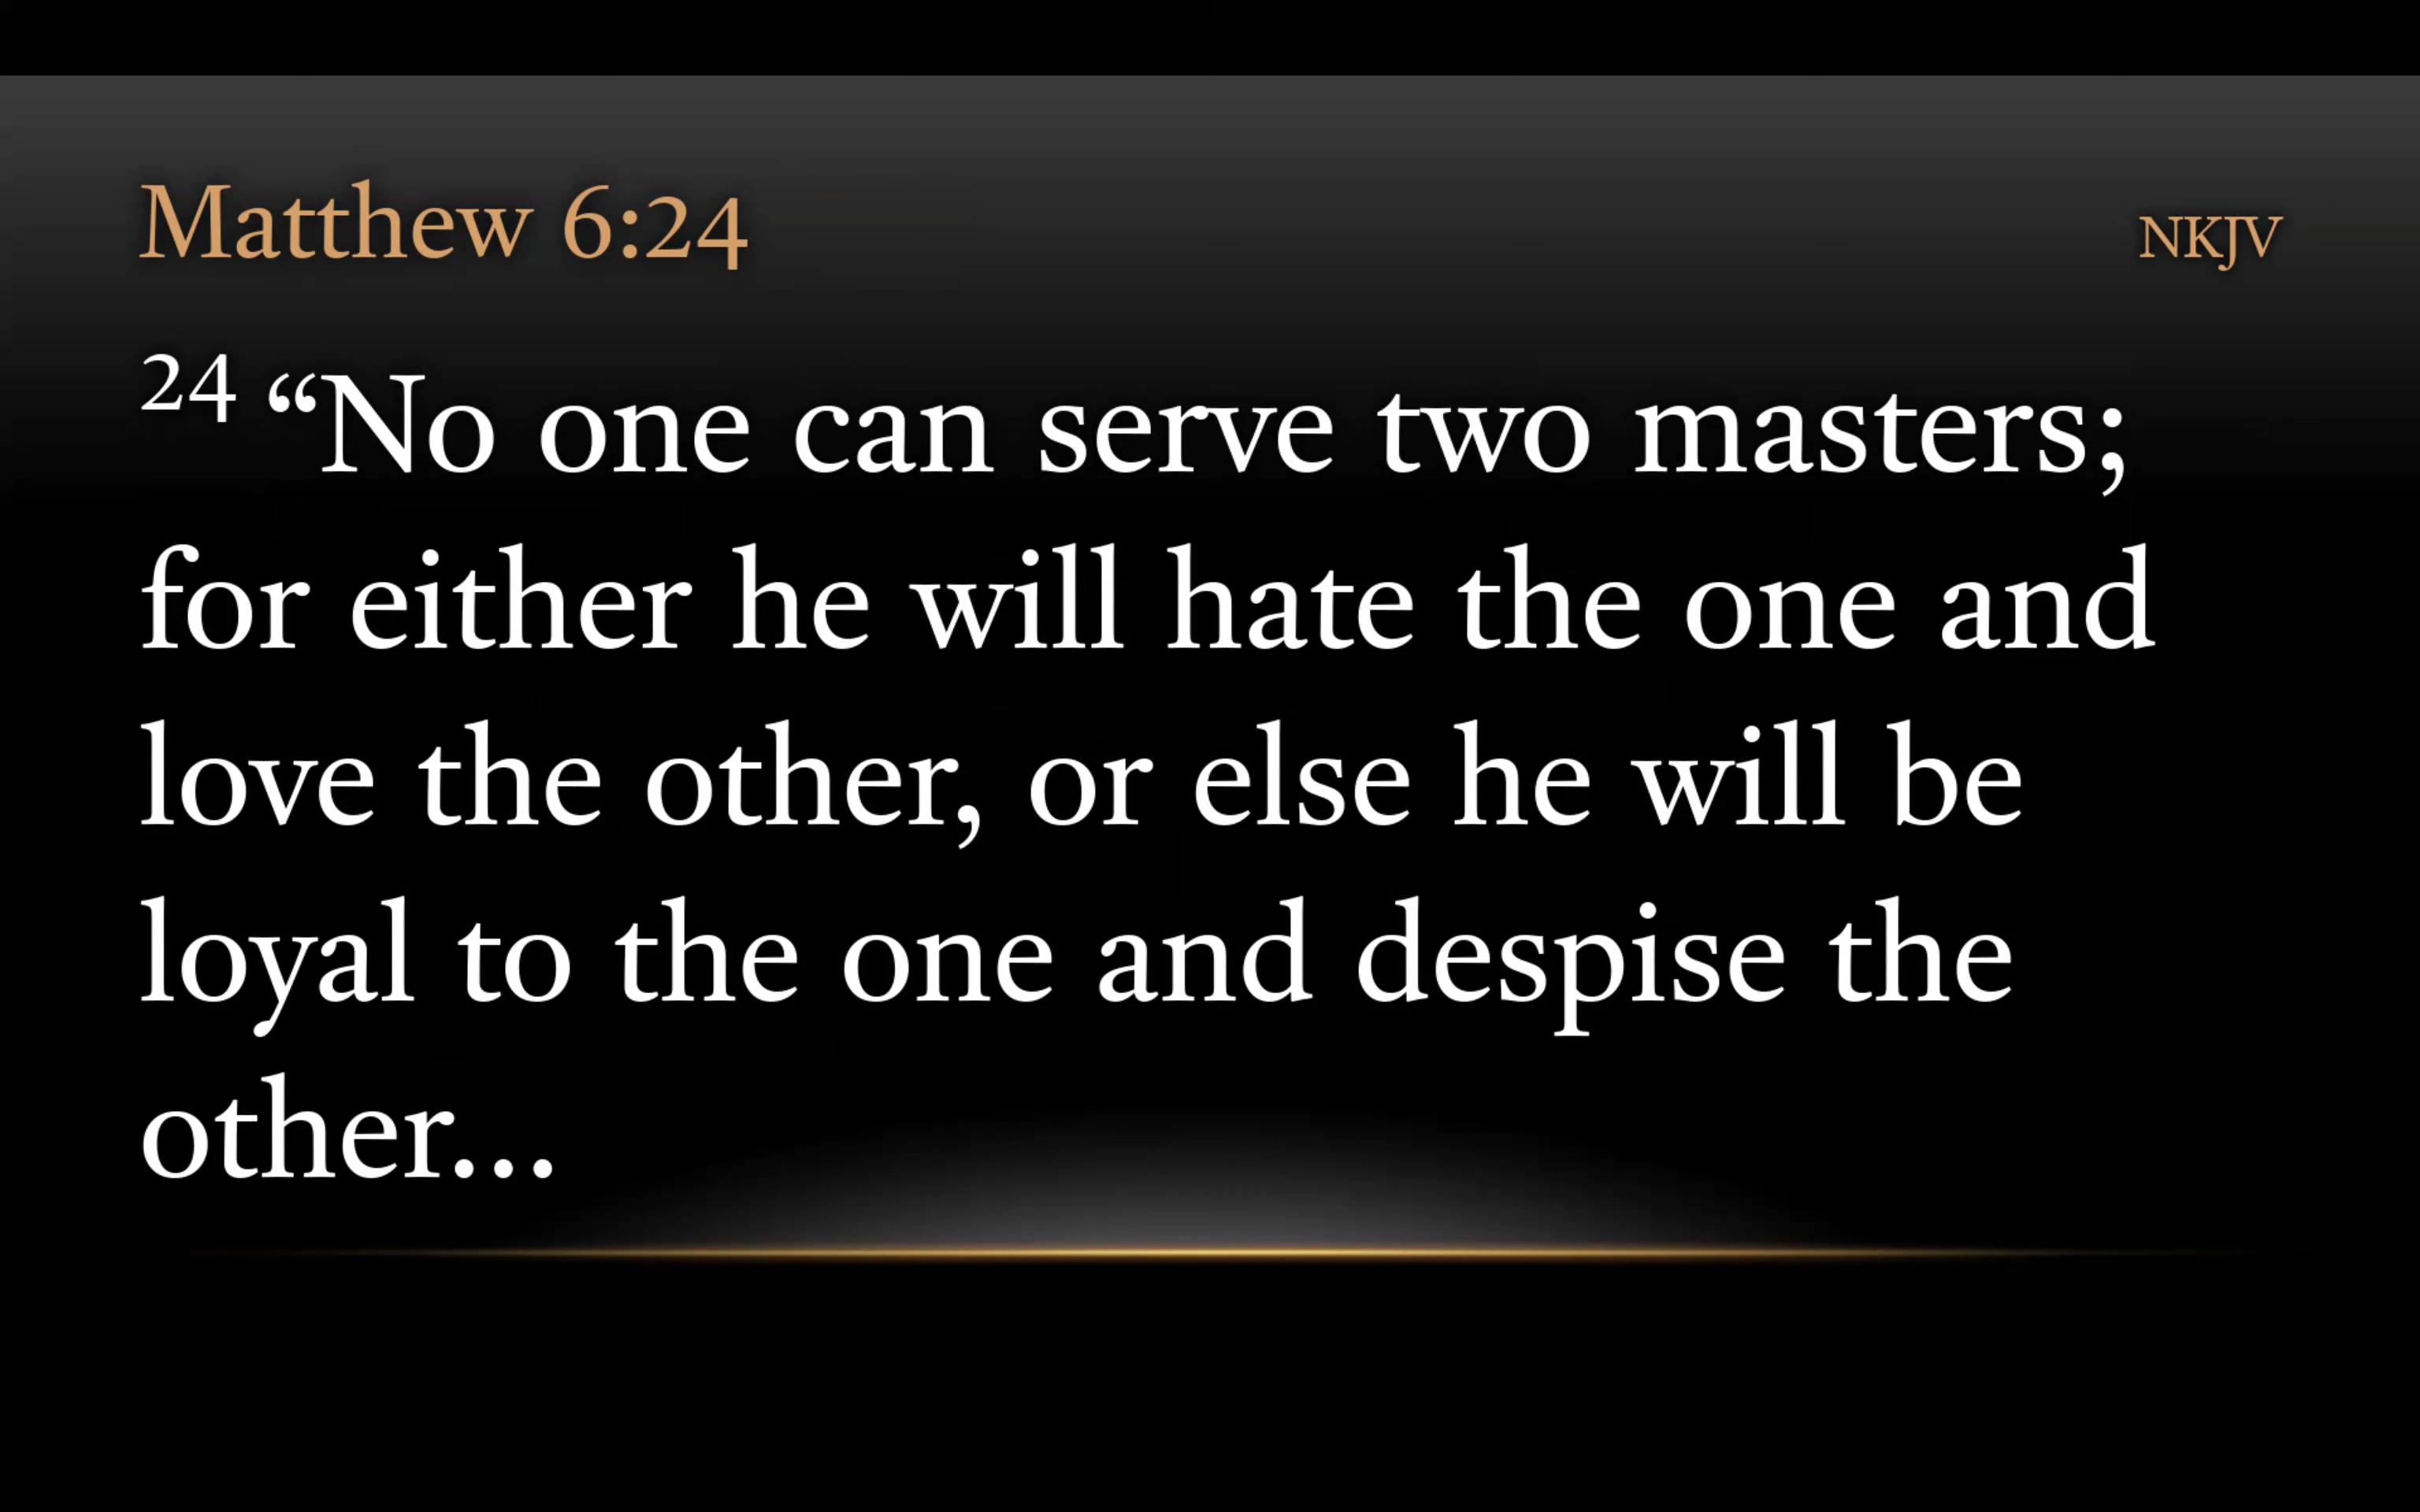 Matthew 6:24 NKJV
24 “No one can serve two masters;
for either he will hate the one and
love the other, or else he will be
loyal to the one and despise the
other...